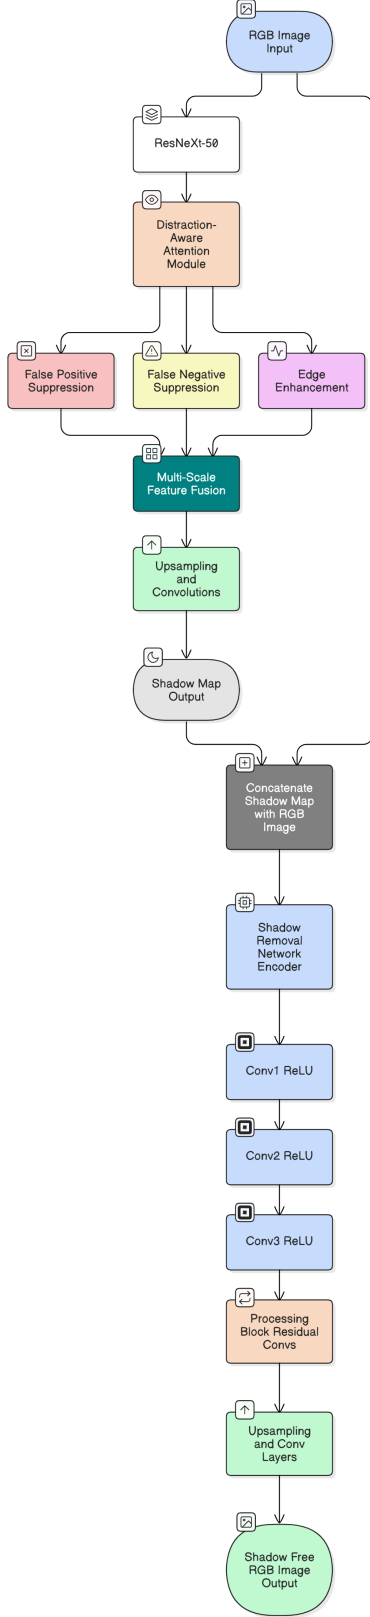 RGB Image
Input
ResNeXt-50
Distraction-
Aware
Attention
Module
False Positive
Suppression
False Negative
Suppression
Edge
Enhancement
Multi-Scale
Feature Fusion
Upsampling
and
Convolutions
Shadow Map
Output
Concatenate
Shadow Map
with RGB
Image
Shadow
Removal
Network
Encoder
Conv1 ReLU
Conv2 ReLU
Conv3 ReLU
Processing
Block Residual
Convs
Upsampling
and Conv
Layers
Shadow Free
RGB Image
Output